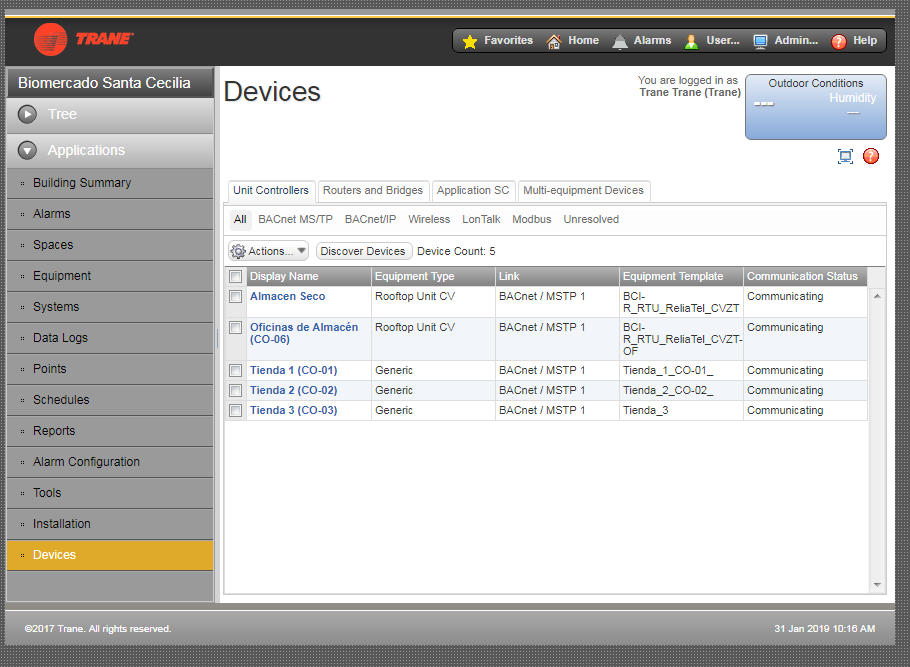 TRANE
Favorites Home Alarms User... Admin... Help
Biomercado Santa Cecilia
Tree
Applications
Building Summary
Alarms
Spaces
Equipment
Systems
Data Logs
Points
Schedules
Reports
Alarm Configuration
Tools
Installation
Devices
Devices
You are logged in as
Trane Trane (Trane)
Outdoor Conditions
--- Humidity
---
Unit Controllers Routers and Bridges Application SC Multi-equipment Devices
All BACnet MS/TP BACnet/IP Wireless LonTalk Modbus Unresolved
Actions... Discover Devices Device Count: 5
Display Name Equipment Type Link Equipment Template Communication Status
Almacen Seco Rooftop Unit CV BACnet / MSTP 1 BCI- Communicating
R_RTU_ReliaTel_CVZT
Oficinas de Almacén Rooftop Unit CV BACnet / MSTP 1 BCI- Communicating
(CO-06) R_RTU_ReliaTel_CVZT-
OF
Tienda 1 (CO-01) Generic BACnet / MSTP 1 Tienda_1_CO-01_ Communicating
Tienda 2 (CO-02) Generic BACnet / MSTP 1 Tienda_2_CO-02_ Communicating
Tienda 3 (CO-03) Generic BACnet / MSTP 1 Tienda_3 Communicating
©2017 Trane. All rights reserved. 31 Jan 2019 10:16 AM